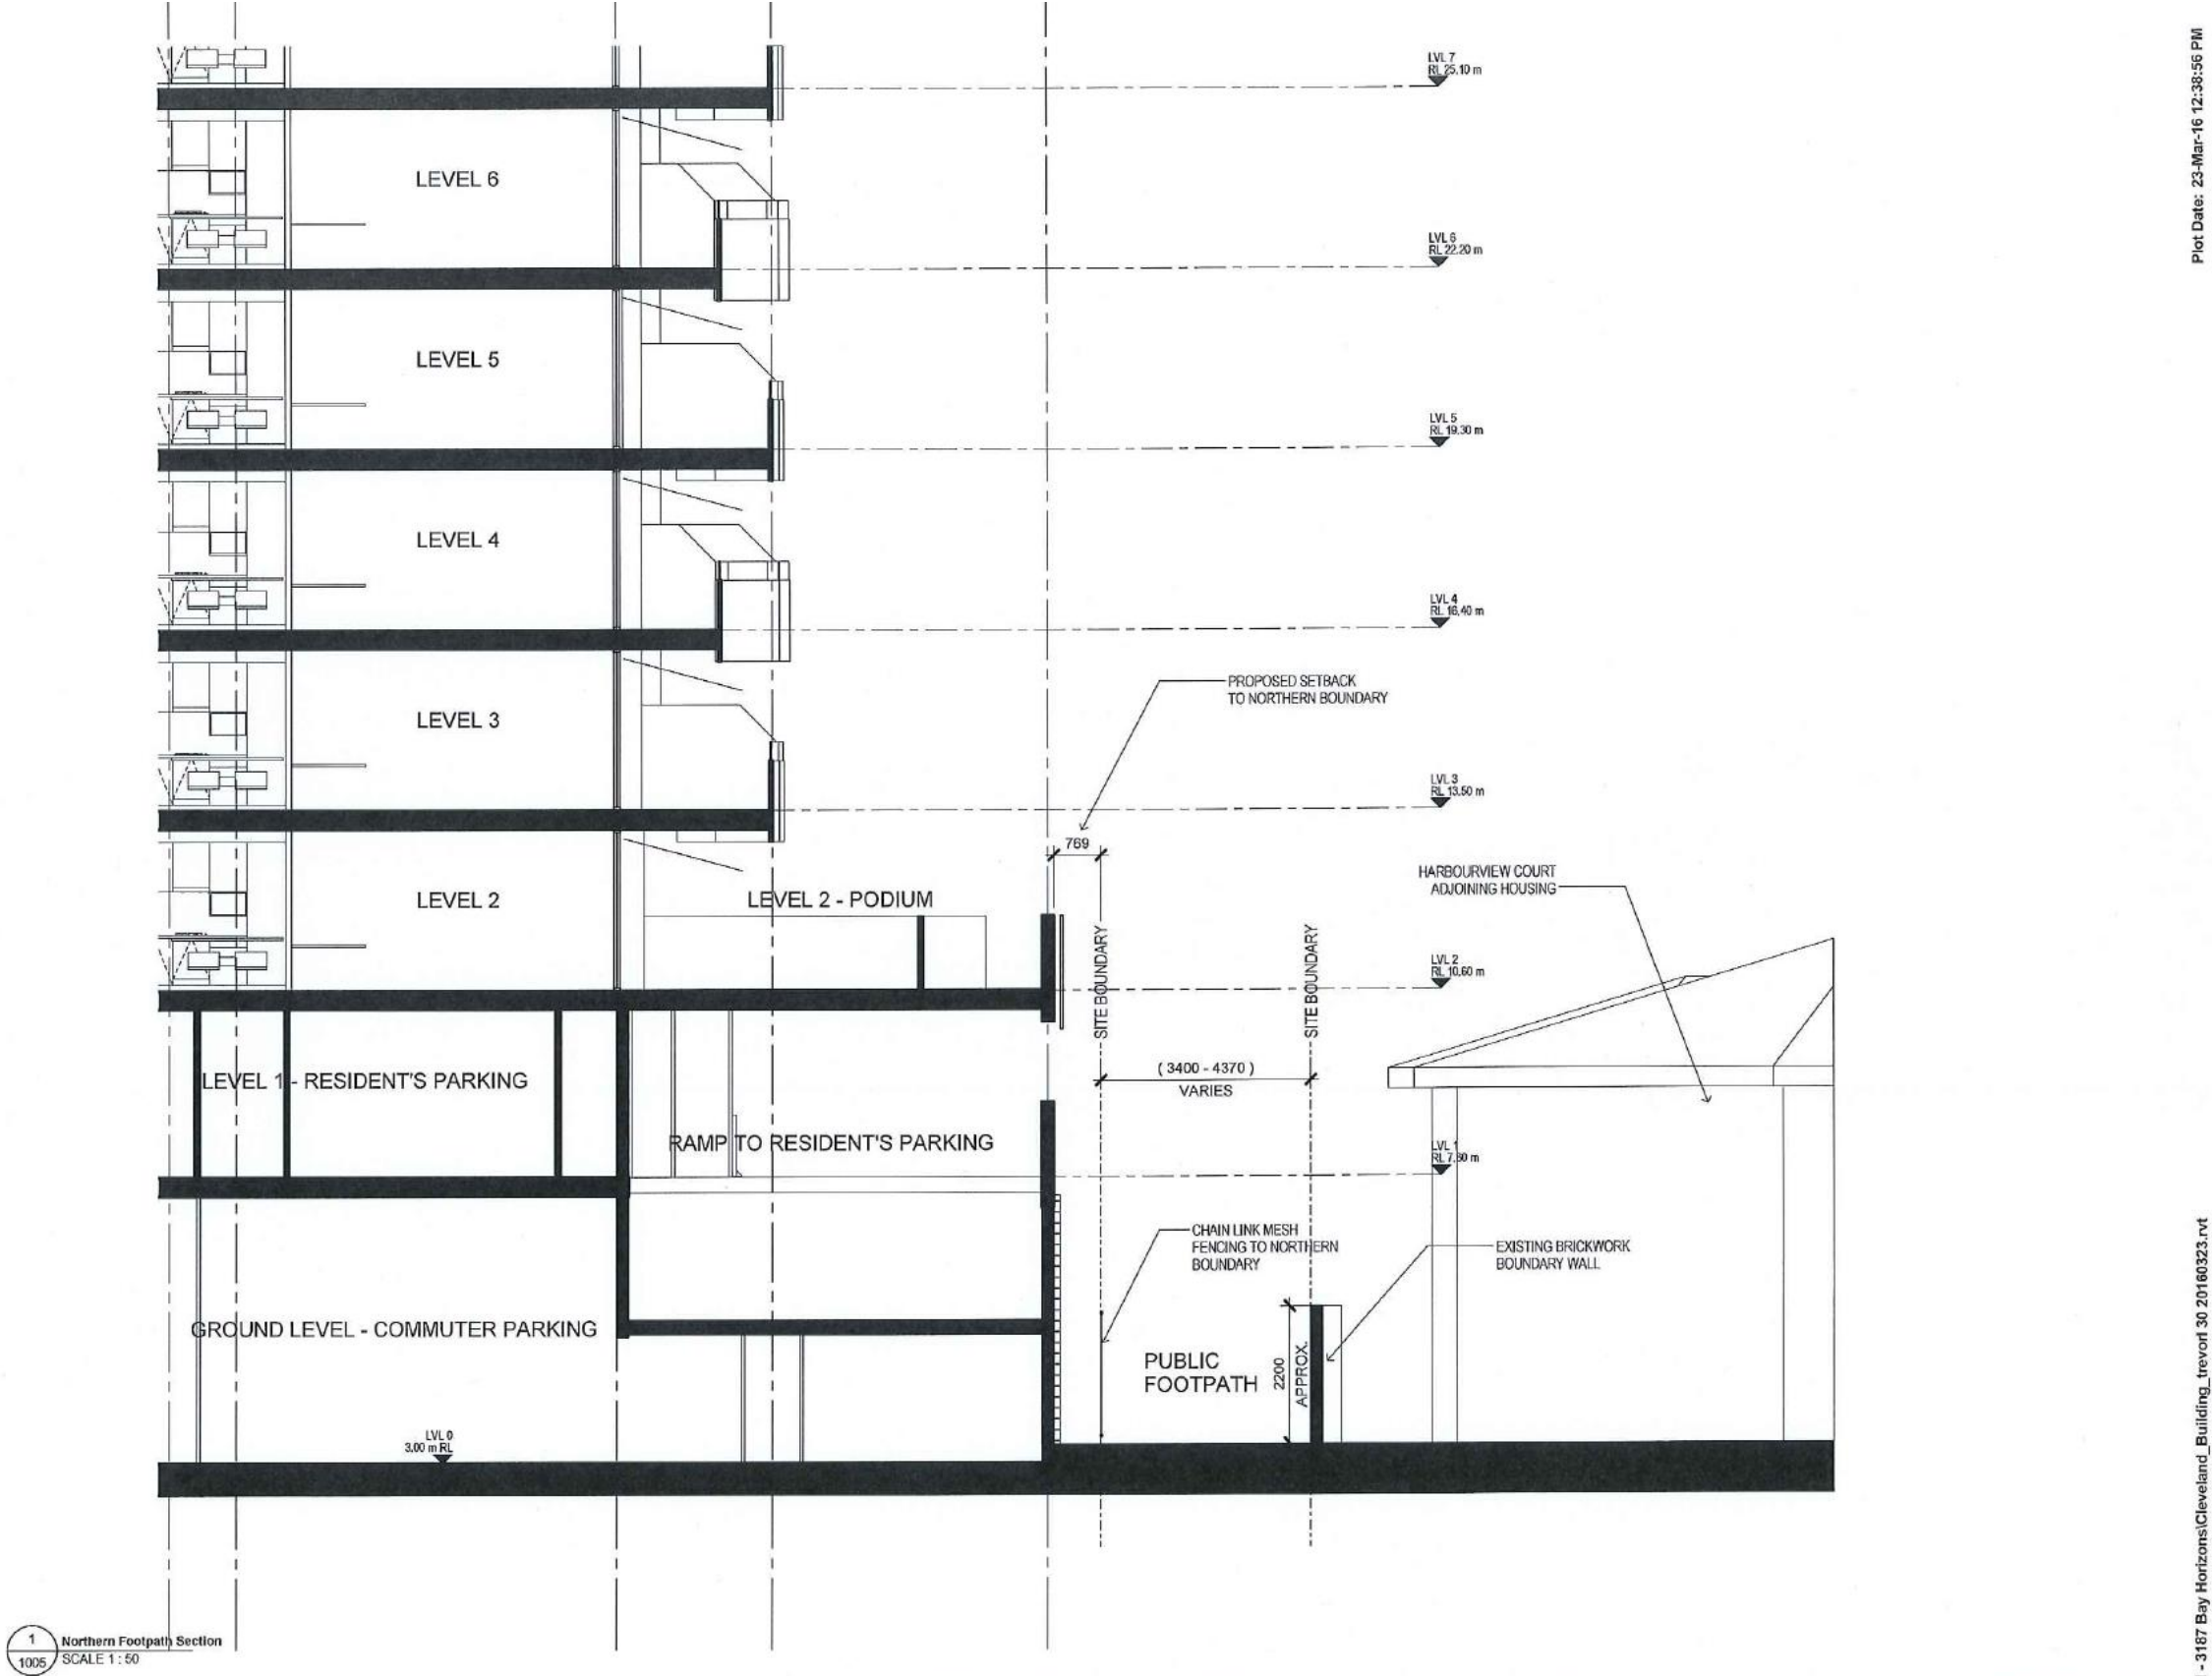 LVL 7
RL 25.10 m
LEVEL 6
LVL 6
RL 22.20 m
LEVEL 5
LVL 5
RL 19.30 m
LEVEL 4
LVL 4
RL 16.40 m
PROPOSED SETBACK
TO NORTHERN BOUNDARY
LEVEL 3
LVL 3
RL 13.50 m
769
HARBOURVIEW COURT
ADJOINING HOUSING
LEVEL 2
LEVEL 2 - PODIUM
SITE BOUNDARY
SITE BOUNDARY
LVL 2
RL 10.60 m
LEVEL 1 - RESIDENT'S PARKING
( 3400 - 4370 )
VARIES
RAMP TO RESIDENT'S PARKING
LVL 1
RL 7.60 m
CHAIN LINK MESH
FENCING TO NORTHERN
BOUNDARY
EXISTING BRICKWORK
BOUNDARY WALL
GROUND LEVEL - COMMUTER PARKING
PUBLIC
FOOTPATH
2200
APPROX.
LVL 0
3.00 m RL
1
1005
Northern Footpath Section
SCALE 1 : 50
Plot Date: 23-Mar-16 12:38:56 PM
- 3187 Bay Horizons\Cleveland_Building_trevorl 30 20160323.rvt